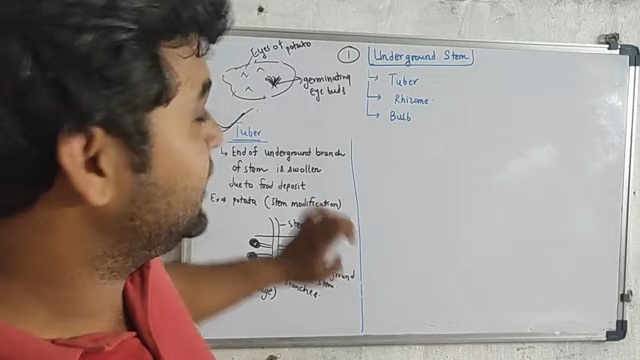 Eyes of potato
germinating
eye buds
Tuber
↳ End of underground branch
of stem is swollen
due to food deposit.
Ex → potato (stem modification)
branches
① Underground Stem
→ Tuber
→ Rhizome
→ Bulb